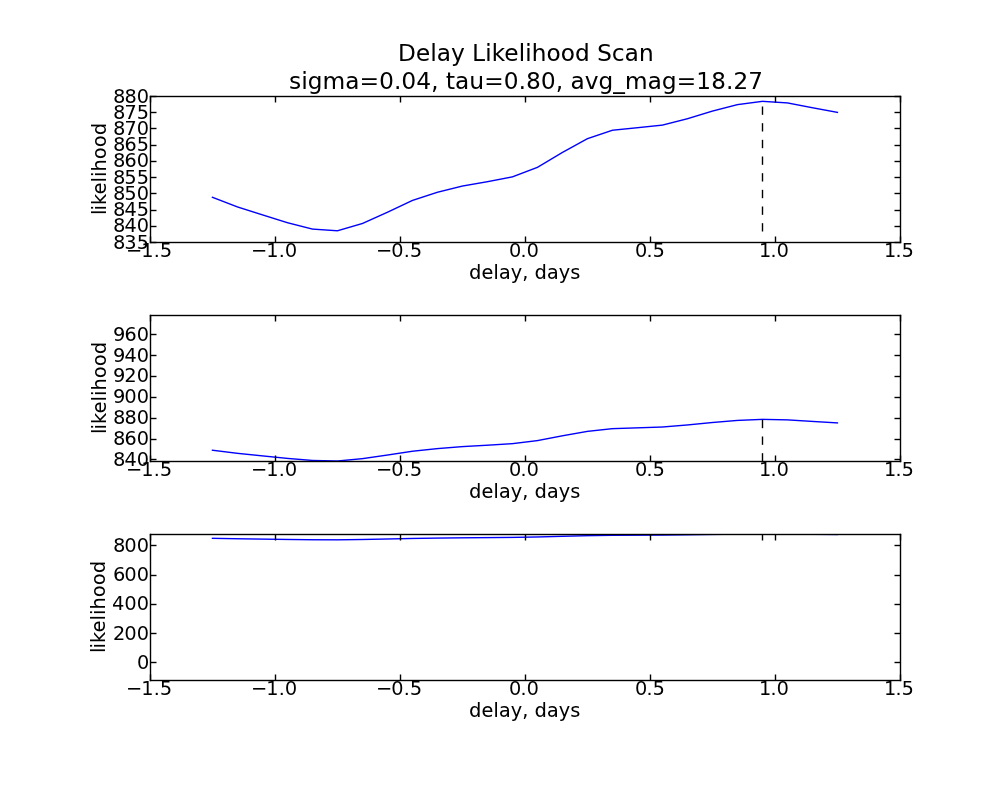 Delay Likelihood Scan
sigma=0.04, tau=0.80, avg_mag=18.27
880
875
870
865
860
855
850
845
840
835
likelihood
−1.5 −1.0 −0.5 0.0 0.5 1.0 1.5
delay, days
960
940
920
900
880
860
840
likelihood
−1.5 −1.0 −0.5 0.0 0.5 1.0 1.5
delay, days
800
600
400
200
0
likelihood
−1.5 −1.0 −0.5 0.0 0.5 1.0 1.5
delay, days